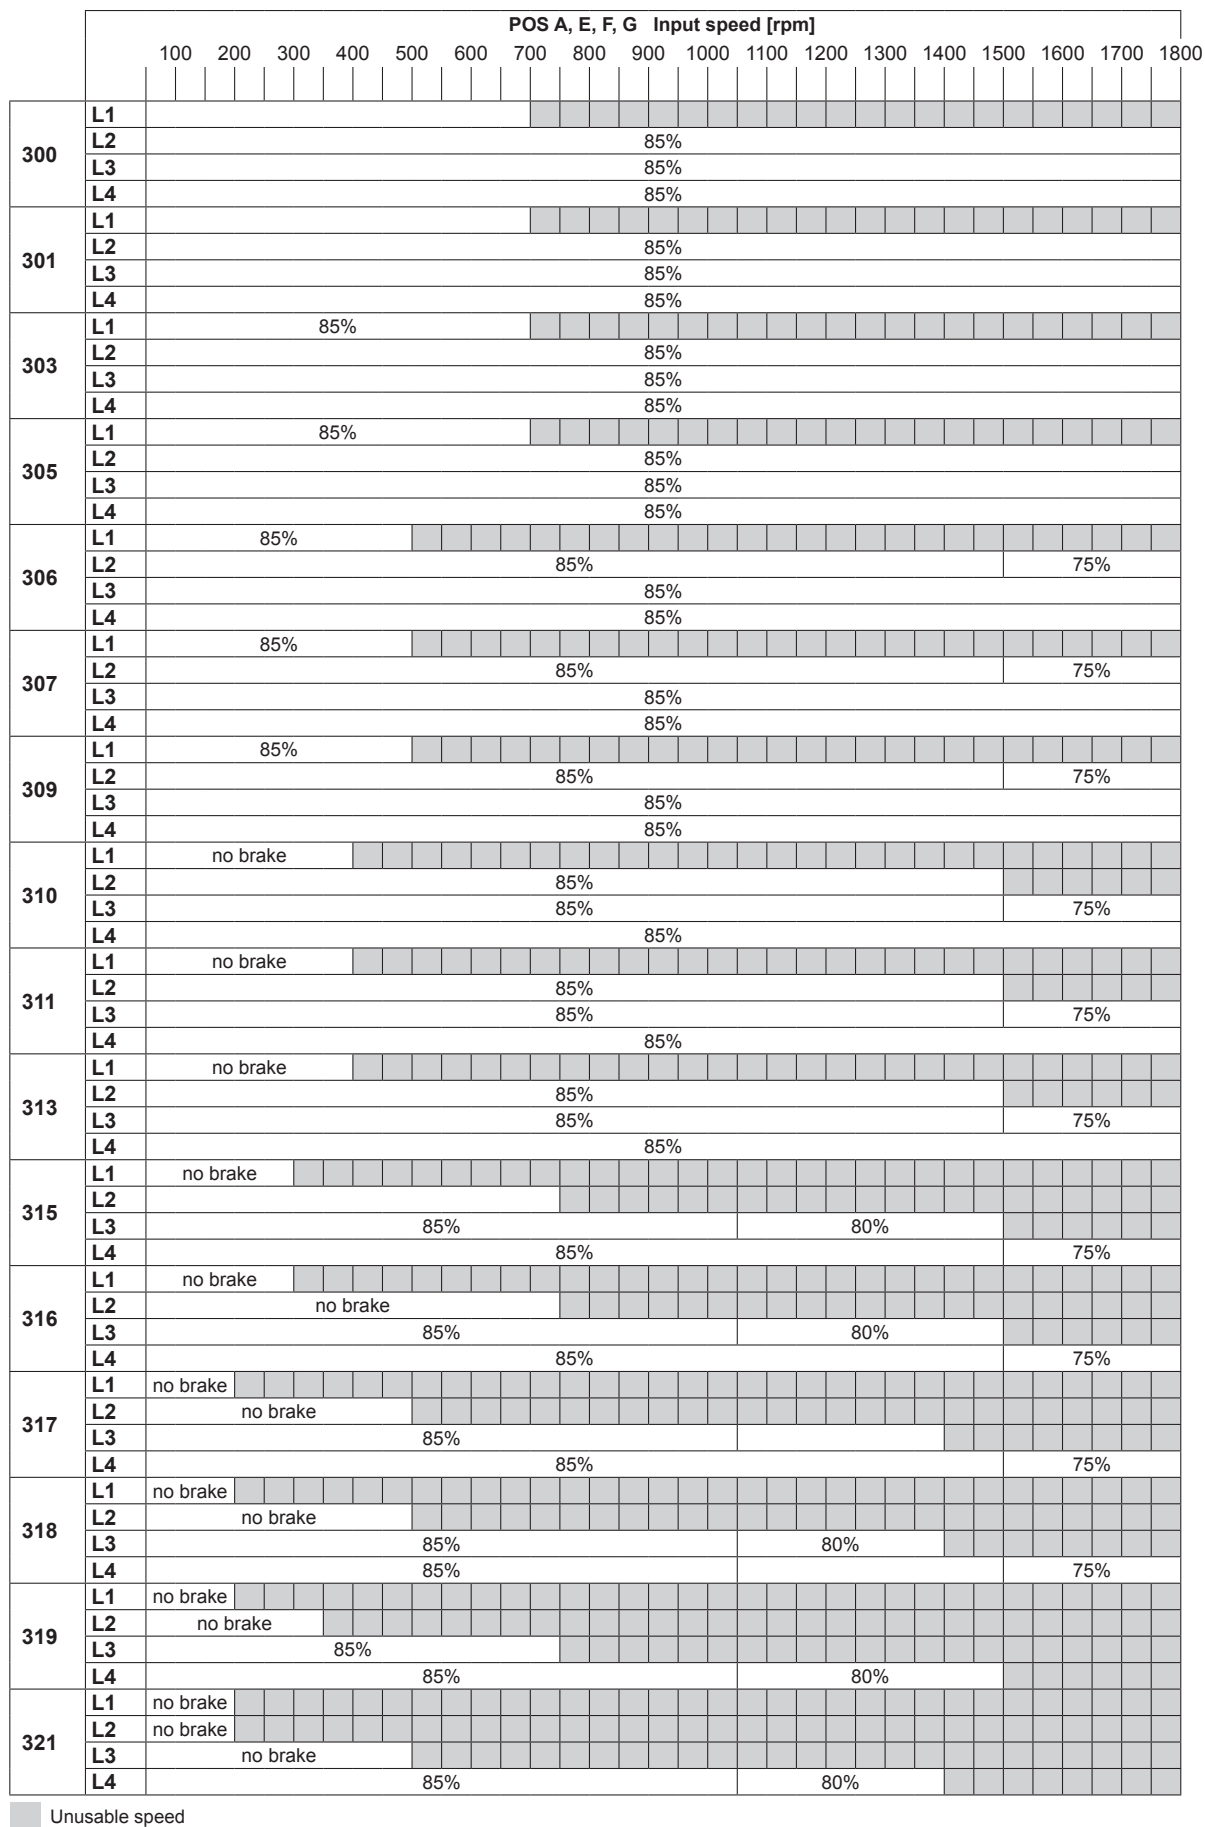 POS A, E, F, G Input speed [rpm]
100 200 300 400 500 600 700 800 900 1000 1100 1200 1300 1400 1500 1600 1700 1800
300
L1
L2 85%
L3 85%
L4 85%
301
L1
L2 85%
L3 85%
L4 85%
303
L1 85%
L2 85%
L3 85%
L4 85%
305
L1 85%
L2 85%
L3 85%
L4 85%
306
L1 85%
L2 85% 75%
L3 85%
L4 85%
307
L1 85%
L2 85% 75%
L3 85%
L4 85%
309
L1 85%
L2 85% 75%
L3 85%
L4 85%
310
L1 no brake
L2 85%
L3 85% 75%
L4 85%
311
L1 no brake
L2 85%
L3 85% 75%
L4 85%
313
L1 no brake
L2 85%
L3 85% 75%
L4 85%
315
L1 no brake
L2
L3 85% 80%
L4 85% 75%
316
L1 no brake
L2 no brake
L3 85% 80%
L4 85% 75%
317
L1 no brake
L2 no brake
L3 85%
L4 85% 75%
318
L1 no brake
L2 no brake
L3 85% 80%
L4 85% 75%
319
L1 no brake
L2 no brake
L3 85%
L4 85% 80%
321
L1 no brake
L2 no brake
L3 no brake
L4 85% 80%
Unusable speed